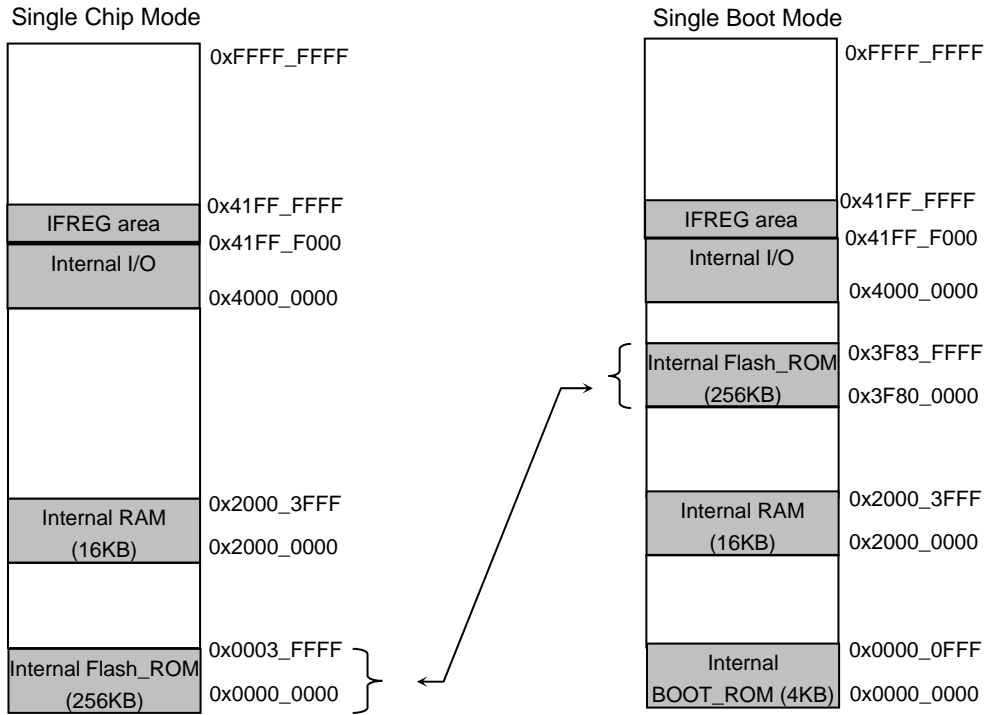 Single Chip Mode
0xFFFF_FFFF
IFREG area
0x41FF_FFFF
0x41FF_F000
Internal I/O
0x4000_0000
Internal RAM
(16KB)
0x2000_3FFF
0x2000_0000
Internal Flash_ROM
(256KB)
0x0003_FFFF
0x0000_0000
Single Boot Mode
0xFFFF_FFFF
IFREG area
0x41FF_FFFF
0x41FF_F000
Internal I/O
0x4000_0000
Internal Flash_ROM
(256KB)
0x3F83_FFFF
0x3F80_0000
Internal RAM
(16KB)
0x2000_3FFF
0x2000_0000
Internal
BOOT_ROM (4KB)
0x0000_0FFF
0x0000_0000